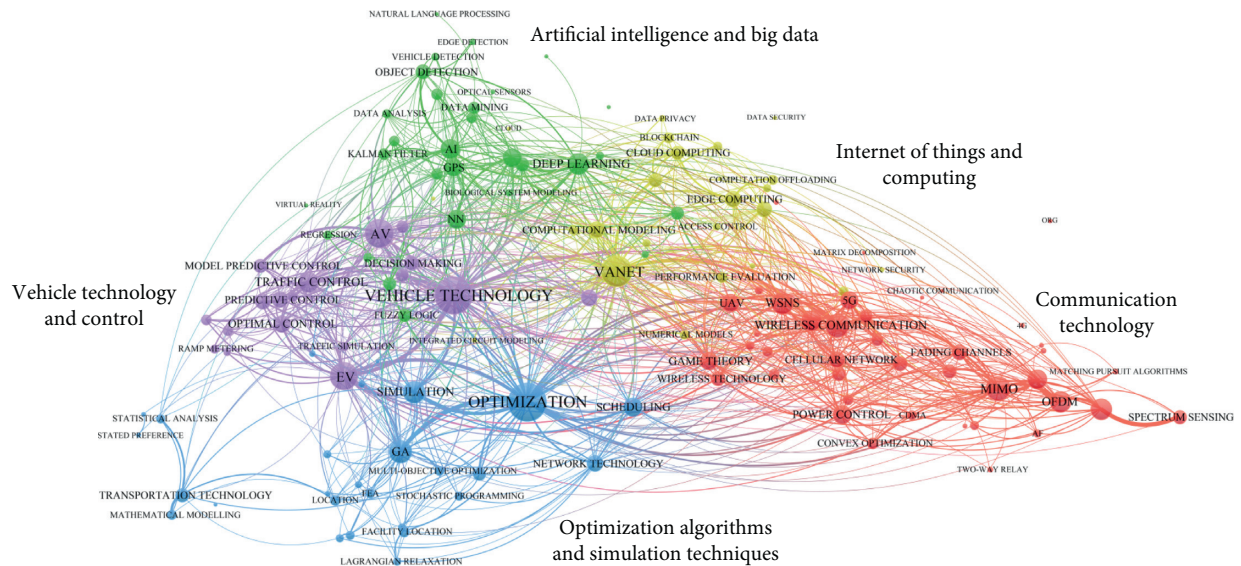 NATURAL LANGUAGE PROCESSING
Artificial intelligence and big data
EDGE DETECTION
VEHICLE DETECTION
OBJECT DETECTION
OPTICAL SENSORS
DATA ANALYSIS
DATA MINING
CLOUD
DATA PRIVACY
DATA SECURITY
BLOCKCHAIN
AI
KALMAN FILTER
GPS
DEEP LEARNING
CLOUD COMPUTING
Internet of things and
computing
COMPUTATION OFFLOADING
BIOLOGICAL SYSTEM MODELING
EDGE COMPUTING
VIRTUAL REALITY
NN
ORG
REGRESSION
AV
COMPUTATIONAL MODELING
ACCESS CONTROL
MATRIX DECOMPOSITION
MODEL PREDICTIVE CONTROL
DECISION MAKING
VANET
PERFORMANCE EVALUATION
NETWORK SECURITY
TRAFFIC CONTROL
Vehicle technology
and control
VEHICLE TECHNOLOGY
CHAOTIC COMMUNICATION
PREDICTIVE CONTROL
UAV
WSNS
5G
Communication
technology
FUZZY LOGIC
OPTIMAL CONTROL
WIRELESS COMMUNICATION
4G
NUMERICAL MODELS
INTEGRATED CIRCUIT MODELING
TRAFFIC SIMULATION
RAMP METERING
GAME THEORY
CELLULAR NETWORK
FADING CHANNELS
EV
WIRELESS TECHNOLOGY
MATCHING PURSUIT ALGORITHMS
SIMULATION
MIMO
OPTIMIZATION
SCHEDULING
OFDM
STATISTICAL ANALYSIS
POWER CONTROL
CDMA
SPECTRUM SENSING
STATED PREFERENCE
AF
CONVEX OPTIMIZATION
GA
NETWORK TECHNOLOGY
MULTI-OBJECTIVE OPTIMIZATION
TWO-WAY RELAY
TRANSPORTATION TECHNOLOGY
LOCATION
TEA
STOCHASTIC PROGRAMMING
MATHEMATICAL MODELLING
FACILITY LOCATION
Optimization algorithms
and simulation techniques
LAGRANGIAN RELAXATION